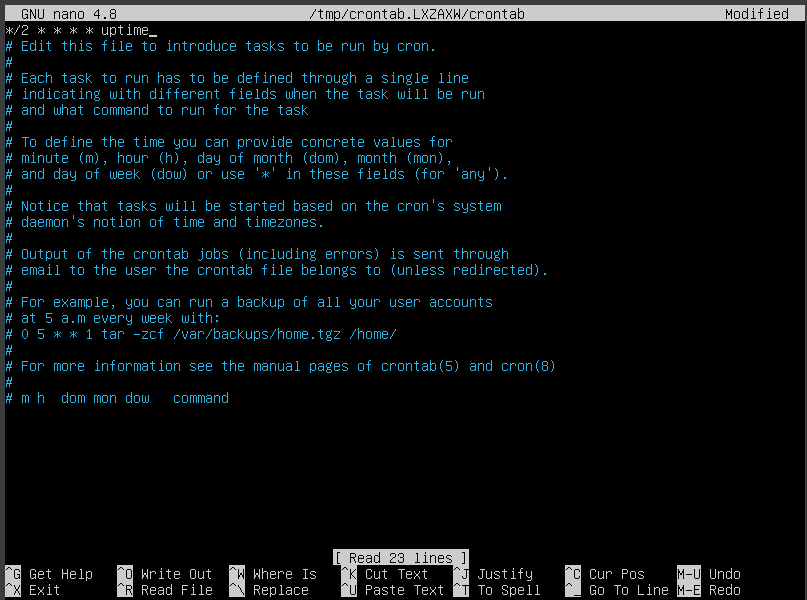 GNU nano 4.8 /tmp/crontab.LXZAXW/crontab Modified
*/2 * * * * uptime_
# Edit this file to introduce tasks to be run by cron.
#
# Each task to run has to be defined through a single line
# indicating with different fields when the task will be run
# and what command to run for the task
#
# To define the time you can provide concrete values for
# minute (m), hour (h), day of month (dom), month (mon),
# and day of week (dow) or use '*' in these fields (for 'any').
#
# Notice that tasks will be started based on the cron's system
# daemon's notion of time and timezones.
#
# Output of the crontab jobs (including errors) is sent through
# email to the user the crontab file belongs to (unless redirected).
#
# For example, you can run a backup of all your user accounts
# at 5 a.m every week with:
# 0 5 * * 1 tar -zcf /var/backups/home.tgz /home/
#
# For more information see the manual pages of crontab(5) and cron(8)
#
# m h  dom mon dow   command
[ Read 23 lines ]
^G Get Help ^O Write Out ^W Where Is ^K Cut Text ^J Justify ^C Cur Pos M-U Undo
^X Exit ^R Read File ^\ Replace ^U Paste Text ^T To Spell ^_ Go To Line M-E Redo